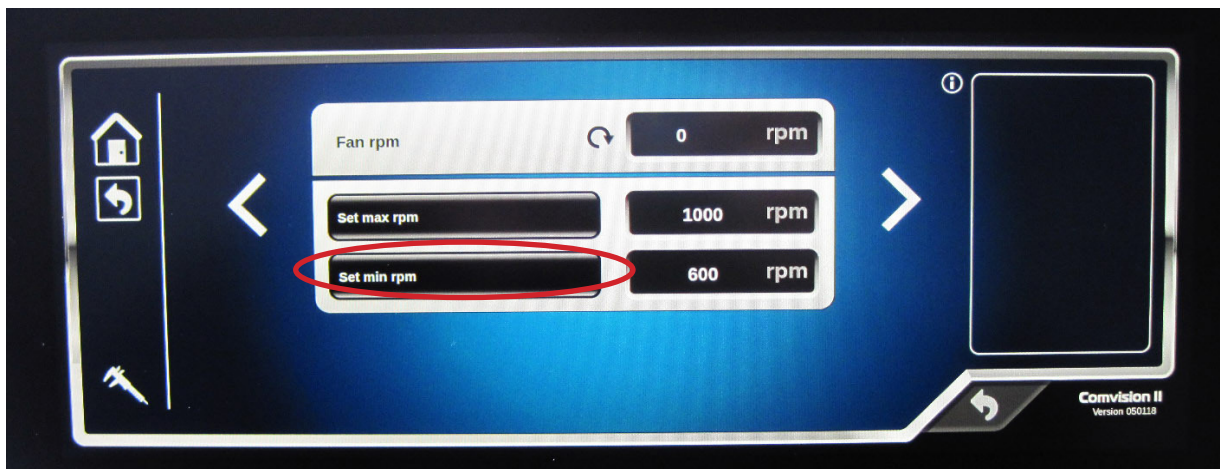 Fan rpm 0 rpm
Set max rpm 1000 rpm
Set min rpm 600 rpm
Comvision II
Version 050118